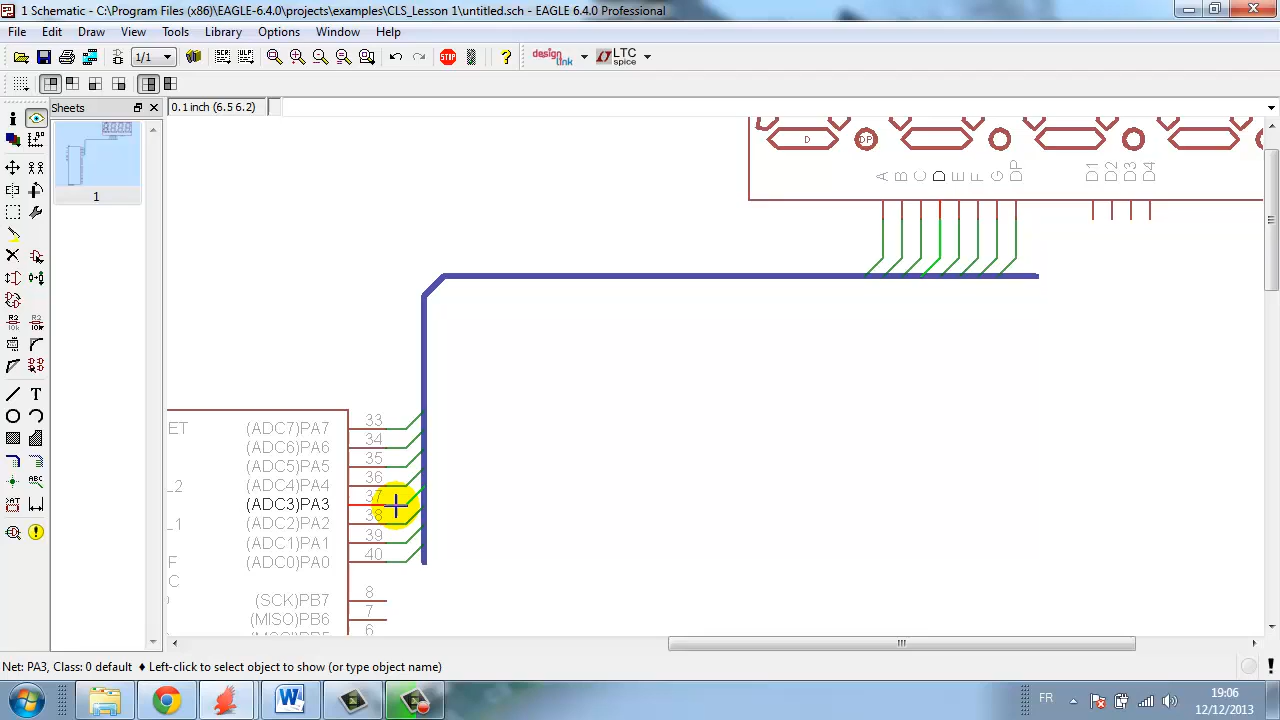 1 Schematic - C:\Program Files (x86)\EAGLE-6.4.0\projects\examples\CLS_Lesson 1\untitled.sch - EAGLE 6.4.0 Professional
File Edit Draw View Tools Library Options Window Help
1/1 SCR ULP STOP ? design link LTC spice
Sheets
0.1 inch (6.5 6.2)
1
D DP
A B C D E F G DP D1 D2 D3 D4
ET (ADC7)PA7 33
(ADC6)PA6 34
(ADC5)PA5 35
_2 (ADC4)PA4 36
(ADC3)PA3 37
_1 (ADC2)PA2 38
(ADC1)PA1 39
F (ADC0)PA0 40
C
(SCK)PB7 8
(MISO)PB6 7
6
Net: PA3, Class: 0 default ♦ Left-click to select object to show (or type object name)
FR 19:06
12/12/2013